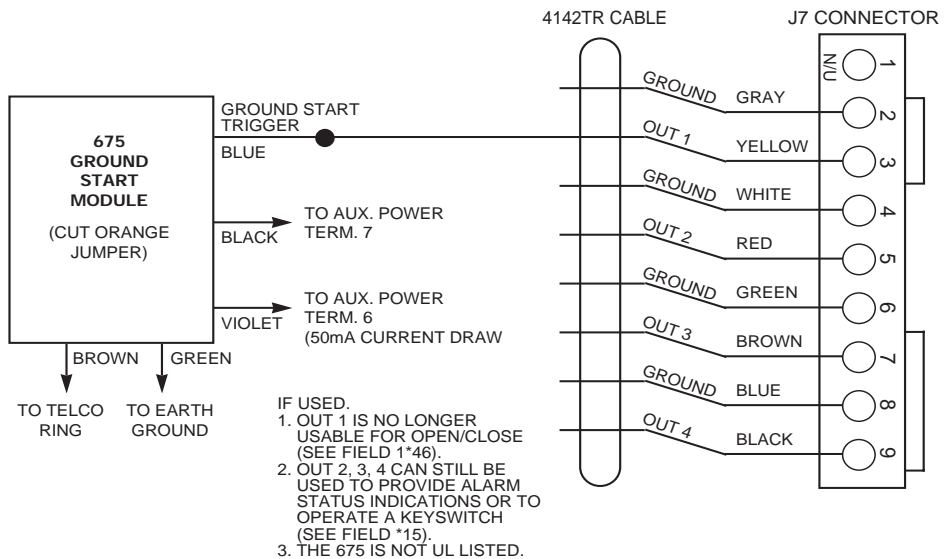 4142TR CABLE
J7 CONNECTOR
675
GROUND
START
MODULE
(CUT ORANGE
JUMPER)
GROUND START
TRIGGER
BLUE
BLACK
TO AUX. POWER
TERM. 7
VIOLET
TO AUX. POWER
TERM. 6
(50mA CURRENT DRAW
BROWN
GREEN
TO TELCO
RING
TO EARTH
GROUND
IF USED.
1. OUT 1 IS NO LONGER
USABLE FOR OPEN/CLOSE
(SEE FIELD 1*46).
2. OUT 2, 3, 4 CAN STILL BE
USED TO PROVIDE ALARM
STATUS INDICATIONS OR TO
OPERATE A KEYSWITCH
(SEE FIELD *15).
3. THE 675 IS NOT UL LISTED.
N/U
1
GROUND
GRAY
2
OUT 1
YELLOW
3
GROUND
WHITE
4
OUT 2
RED
5
GROUND
GREEN
6
OUT 3
BROWN
7
GROUND
BLUE
8
OUT 4
BLACK
9